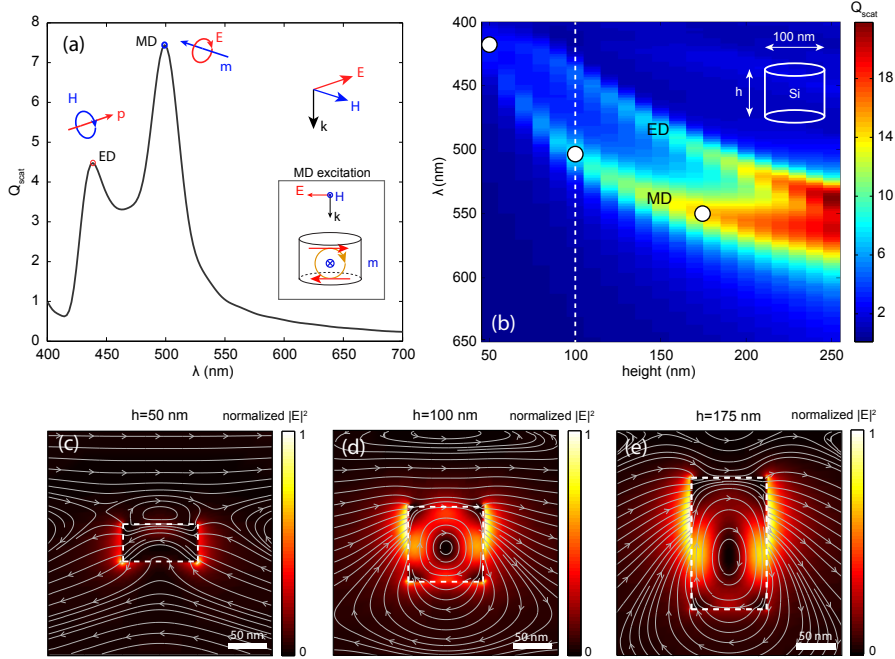 (a)
Q_scat
8
7
6
5
4
3
2
1
0
400
450
500
550
600
650
700
λ (nm)
MD
E
m
H
p
ED
E
H
k
MD excitation
E
H
k
m
(b)
λ (nm)
400
450
500
550
600
650
50
100
150
200
250
height (nm)
ED
MD
100 nm
h
Si
Q_scat
18
14
10
6
2
h=50 nm
normalized |E|²
(c)
50 nm
1
0
h=100 nm
normalized |E|²
(d)
50 nm
1
0
h=175 nm
normalized |E|²
(e)
50 nm
1
0